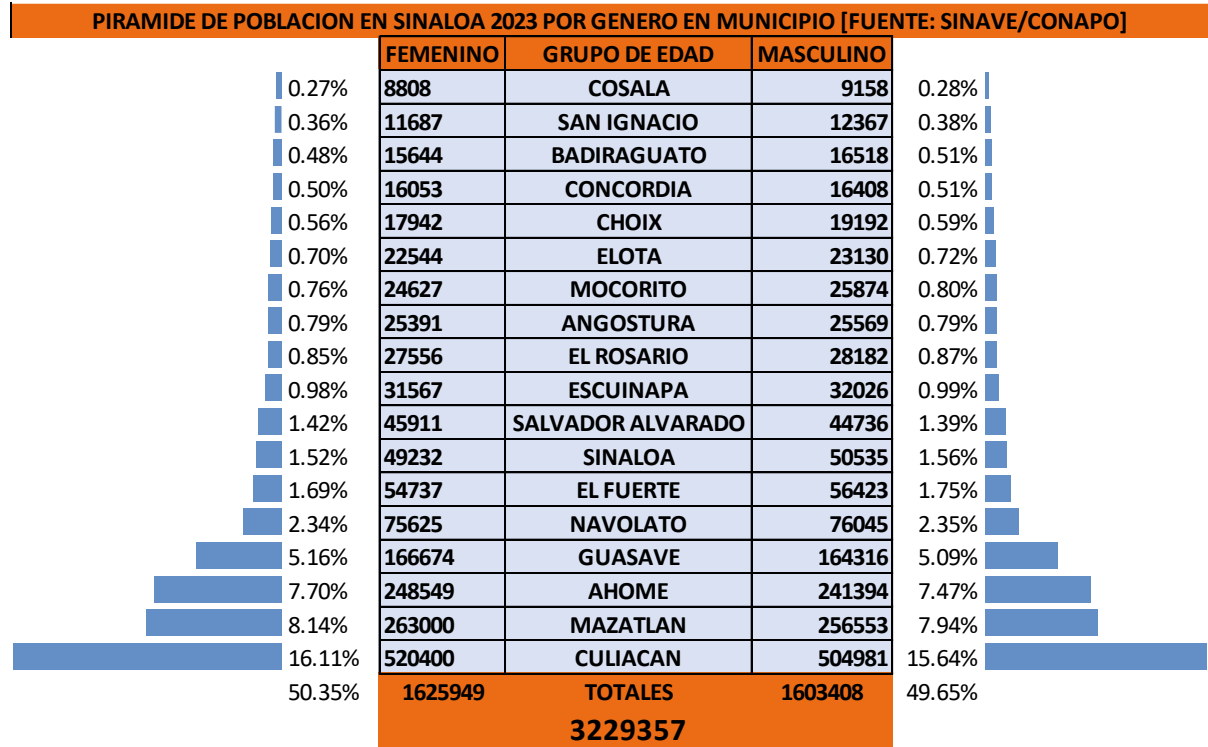 PIRAMIDE DE POBLACION EN SINALOA 2023 POR GENERO EN MUNICIPIO [FUENTE: SINAVE/CONAPO]
FEMENINO GRUPO DE EDAD MASCULINO
0.27% 8808 COSALA 9158 0.28%
0.36% 11687 SAN IGNACIO 12367 0.38%
0.48% 15644 BADIRAGUATO 16518 0.51%
0.50% 16053 CONCORDIA 16408 0.51%
0.56% 17942 CHOIX 19192 0.59%
0.70% 22544 ELOTA 23130 0.72%
0.76% 24627 MOCORITO 25874 0.80%
0.79% 25391 ANGOSTURA 25569 0.79%
0.85% 27556 EL ROSARIO 28182 0.87%
0.98% 31567 ESCUINAPA 32026 0.99%
1.42% 45911 SALVADOR ALVARADO 44736 1.39%
1.52% 49232 SINALOA 50535 1.56%
1.69% 54737 EL FUERTE 56423 1.75%
2.34% 75625 NAVOLATO 76045 2.35%
5.16% 166674 GUASAVE 164316 5.09%
7.70% 248549 AHOME 241394 7.47%
8.14% 263000 MAZATLAN 256553 7.94%
16.11% 520400 CULIACAN 504981 15.64%
50.35% 1625949 TOTALES 1603408 49.65%
3229357